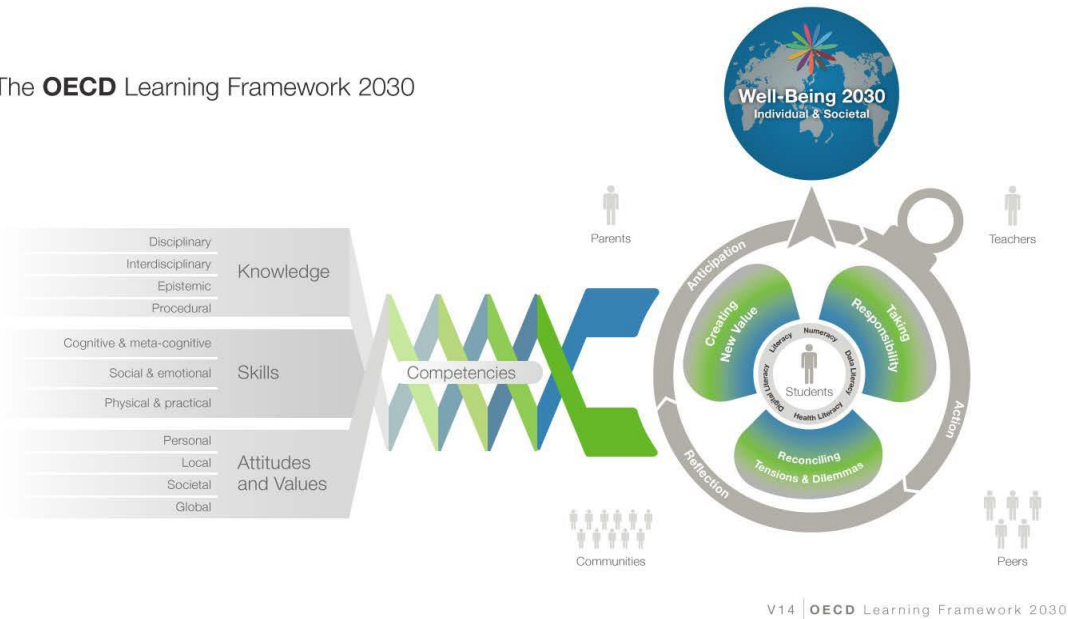 The OECD Learning Framework 2030
Well-Being 2030
Individual & Societal
Parents
Teachers
Disciplinary
Interdisciplinary
Epistemic
Procedural
Knowledge
Cognitive & meta-cognitive
Social & emotional
Physical & practical
Skills
Personal
Local
Societal
Global
Attitudes
and Values
Competencies
Anticipation
Action
Reflection
Creating
New Value
Taking
Responsibility
Reconciling
Tensions & Dilemmas
Literacy
Numeracy
Data Literacy
Health Literacy
Digital Literacy
Students
Communities
Peers
V14 | OECD Learning Framework 2030